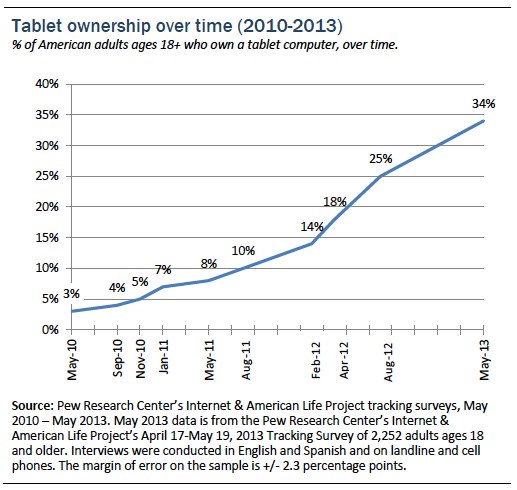 Tablet ownership over time (2010-2013)
% of American adults ages 18+ who own a tablet computer, over time.
40%
35%
30%
25%
20%
15%
10%
5%
0%
3%
4%
5%
7%
8%
10%
14%
18%
25%
34%
May-10
Sep-10
Nov-10
Jan-11
May-11
Aug-11
Feb-12
Apr-12
Aug-12
May-13
Source: Pew Research Center's Internet & American Life Project tracking surveys, May
2010 – May 2013. May 2013 data is from the Pew Research Center's Internet &
American Life Project's April 17-May 19, 2013 Tracking Survey of 2,252 adults ages 18
and older. Interviews were conducted in English and Spanish and on landline and cell
phones. The margin of error on the sample is +/- 2.3 percentage points.